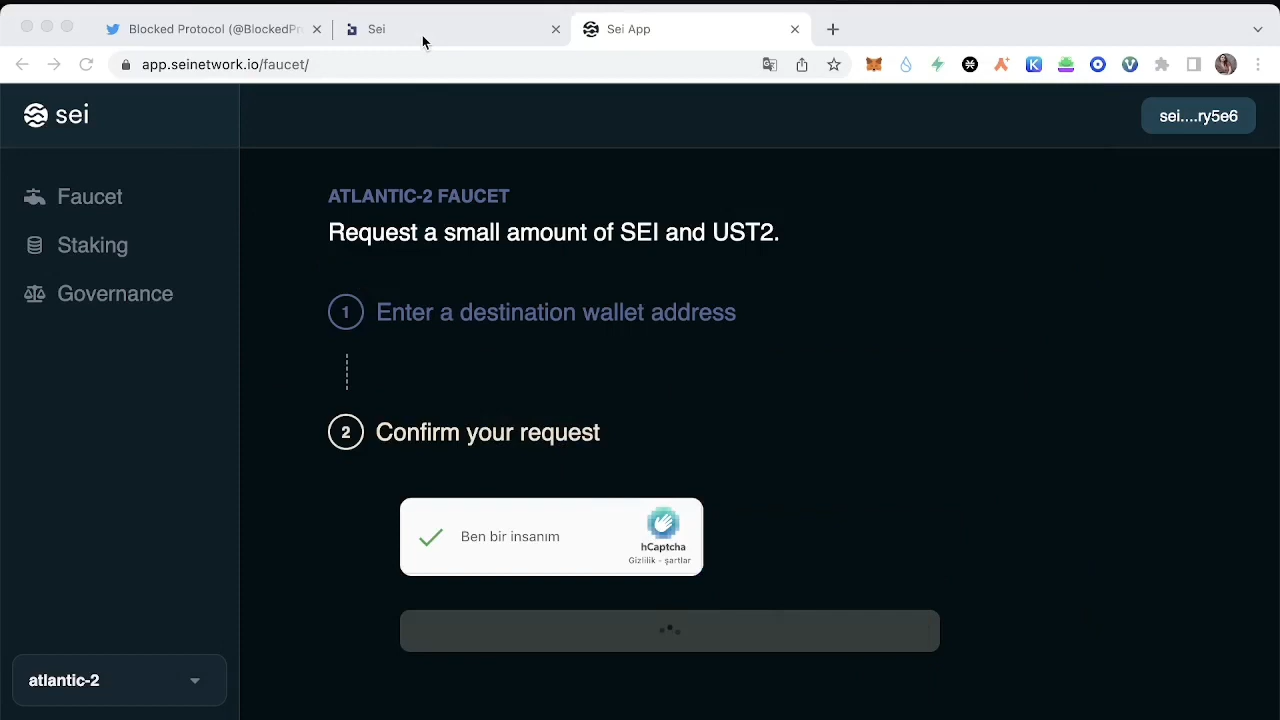 Blocked Protocol (@BlockedPr
Sei
Sei App
app.seinetwork.io/faucet/
sei
sei....ry5e6
Faucet
Staking
Governance
ATLANTIC-2 FAUCET
Request a small amount of SEI and UST2.
1 Enter a destination wallet address
2 Confirm your request
Ben bir insanım
hCaptcha
Gizlilik - şartlar
atlantic-2